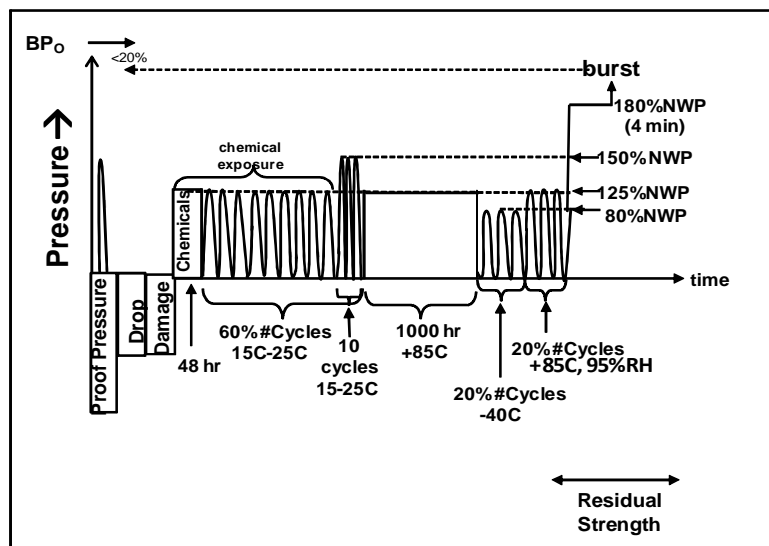 BPO
<20%
burst
180%NWP
(4 min)
chemical
exposure
150%NWP
125%NWP
80%NWP
Pressure →
Chemicals
time
Proof Pressure
Drop
Damage
48 hr
60% #Cycles
15C-25C
10
cycles
15-25C
1000 hr
+85C
20% #Cycles
-40C
20% #Cycles
+85C, 95%RH
Residual
Strength